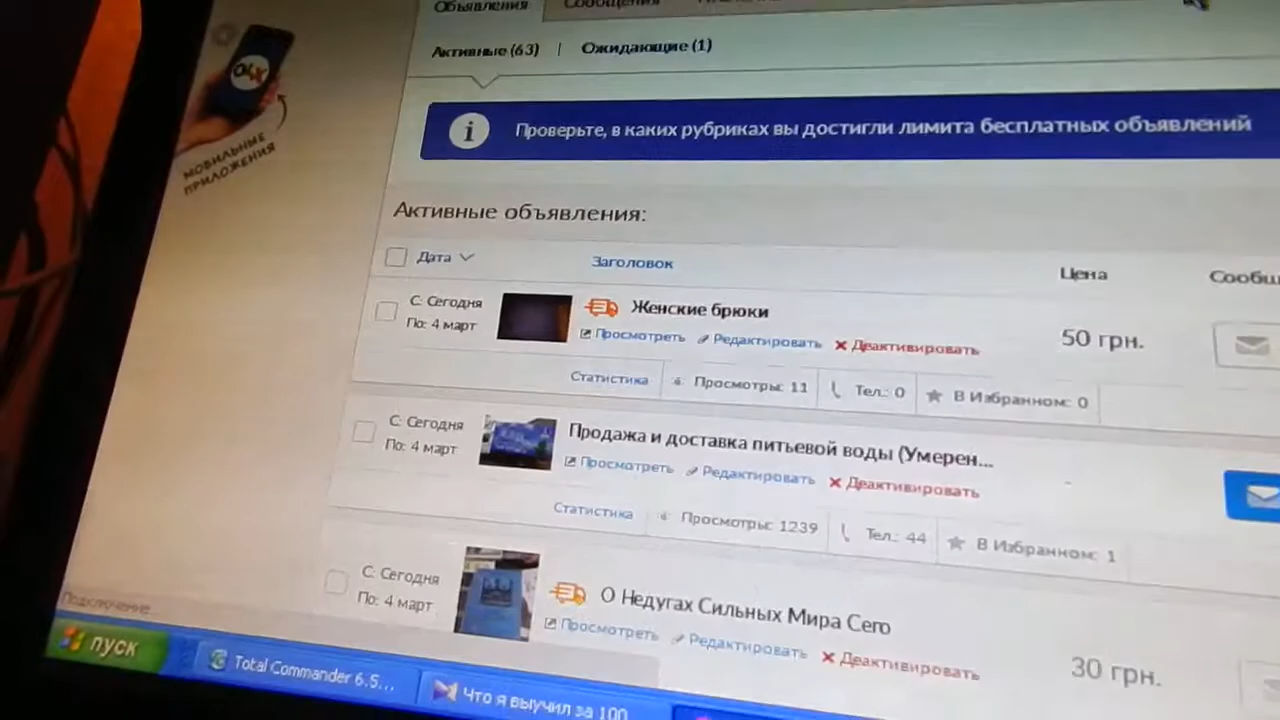 Объявления Сообщения
Активные (63) | Ожидающие (1)
OLX
МОБИЛЬНЫЕ
ПРИЛОЖЕНИЯ
i Проверьте, в каких рубриках вы достигли лимита бесплатных объявлений
Активные объявления:
Дата Заголовок Цена Сообщ
С: Сегодня
По: 4 март
Женские брюки
Просмотреть Редактировать Деактивировать
50 грн.
Статистика Просмотры: 11 Тел.: 0 В Избранном: 0
С: Сегодня
По: 4 март
Продажа и доставка питьевой воды (Умерен...
Просмотреть Редактировать Деактивировать
-
Статистика Просмотры: 1239 Тел.: 44 В Избранном: 1
С: Сегодня
По: 4 март
О Недугах Сильных Мира Сего
Просмотреть Редактировать Деактивировать
30 грн.
Подключение...
пуск Total Commander 6.5... Что я выучил за 100